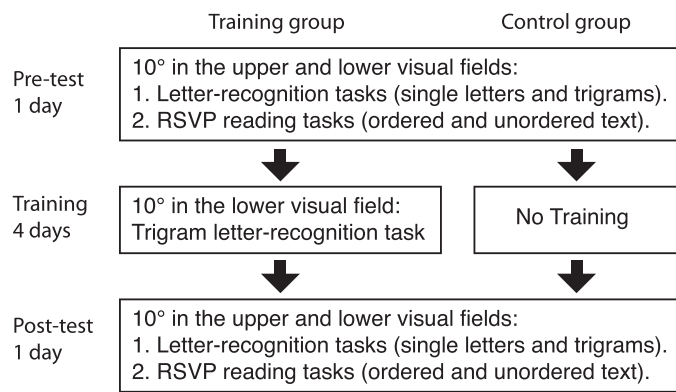 Training group Control group
Pre-test
1 day
10° in the upper and lower visual fields:
1. Letter-recognition tasks (single letters and trigrams).
2. RSVP reading tasks (ordered and unordered text).
Training
4 days
10° in the lower visual field:
Trigram letter-recognition task
No Training
Post-test
1 day
10° in the upper and lower visual fields:
1. Letter-recognition tasks (single letters and trigrams).
2. RSVP reading tasks (ordered and unordered text).